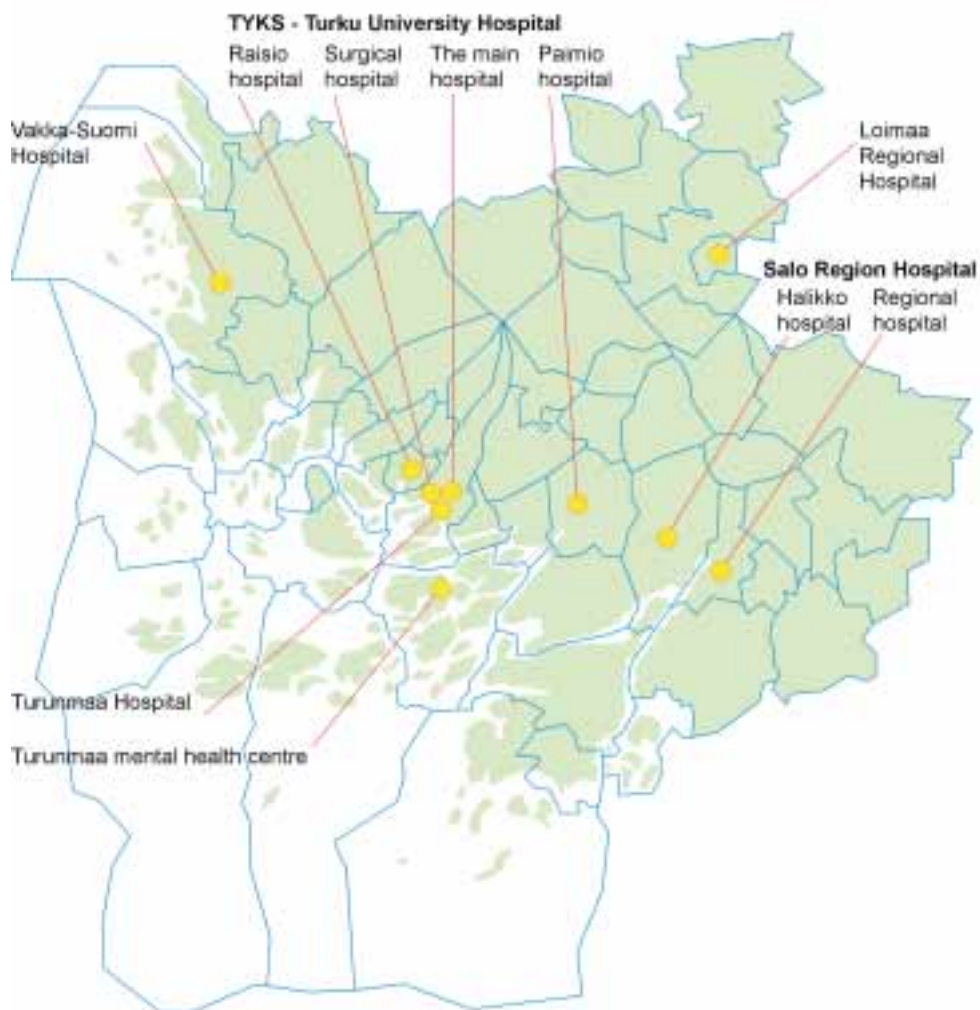 TYKS - Turku University Hospital
Raisio
hospital
Surgical
hospital
The main
hospital
Paimio
hospital
Vakka-Suomi
Hospital
Loimaa
Regional
Hospital
Salo Region Hospital
Halikko
hospital
Regional
hospital
Turunmaa Hospital
Turunmaa mental health centre